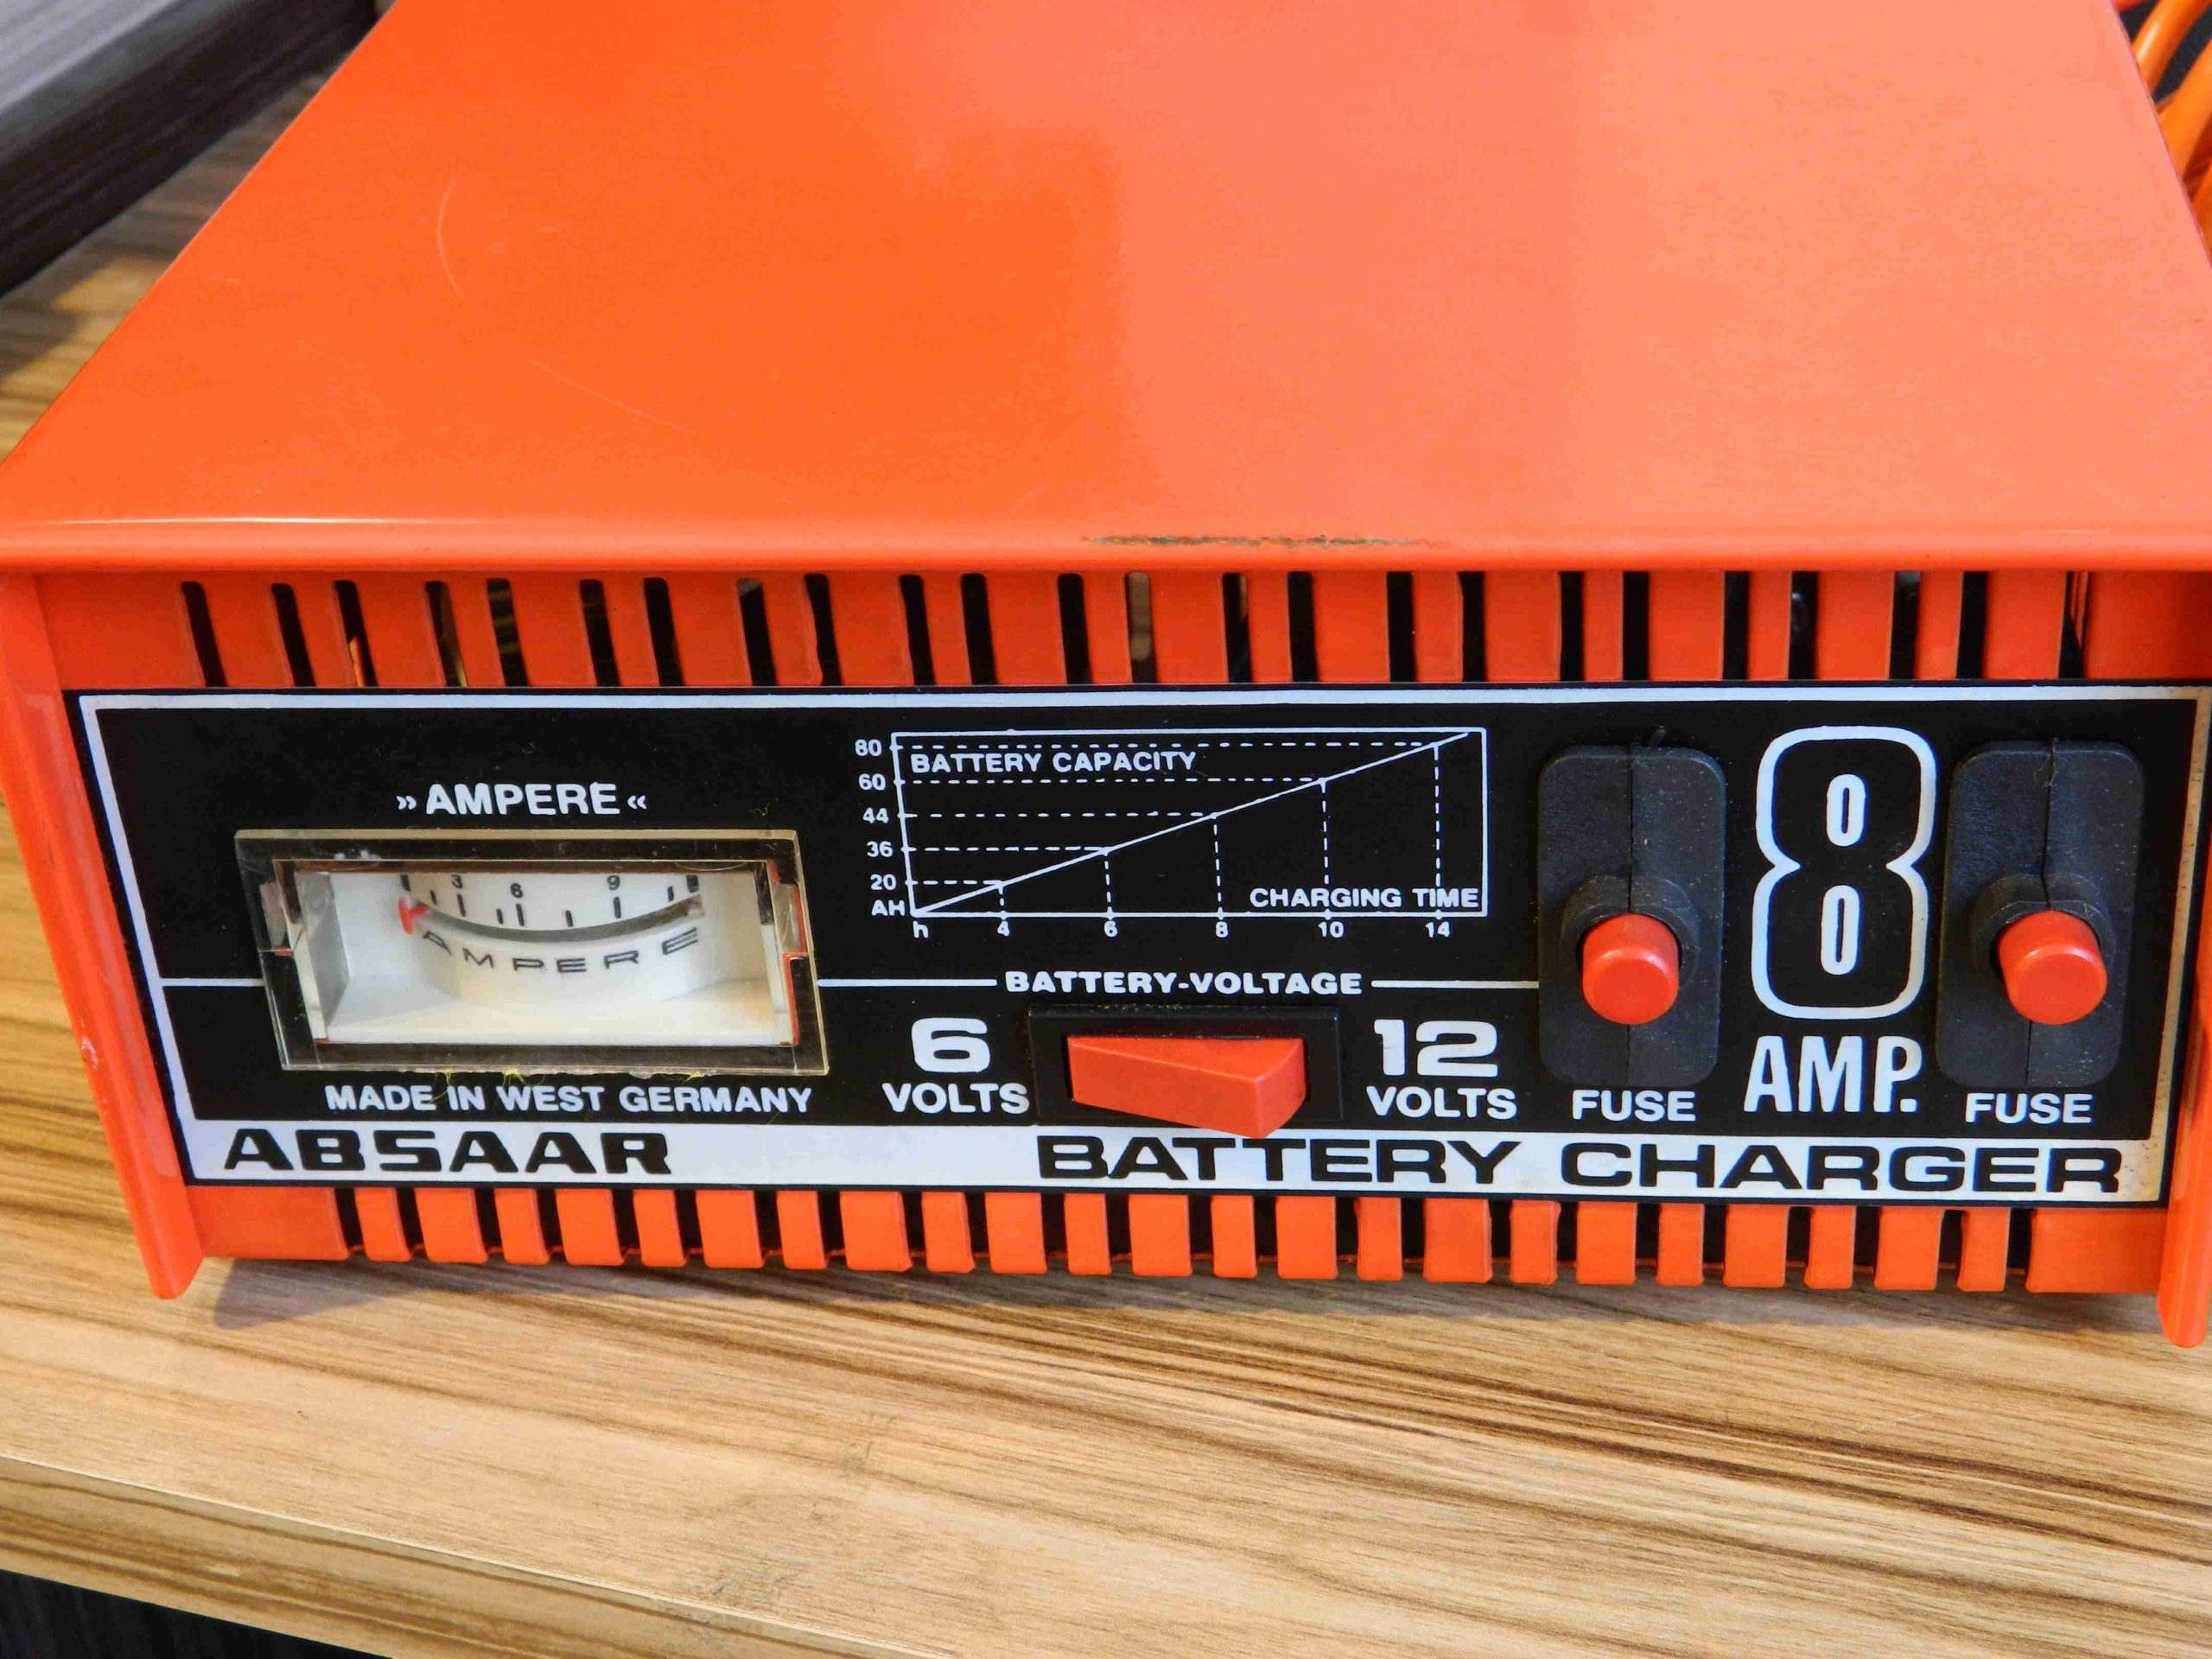 »AMPERE«
3 6 9
AMPERE
MADE IN WEST GERMANY
80
BATTERY CAPACITY
60
44
36
20
CHARGING TIME
AH
h 4 6 8 10 14
BATTERY-VOLTAGE
6 VOLTS
12 VOLTS
FUSE
8 AMP.
FUSE
ABSAAR BATTERY CHARGER